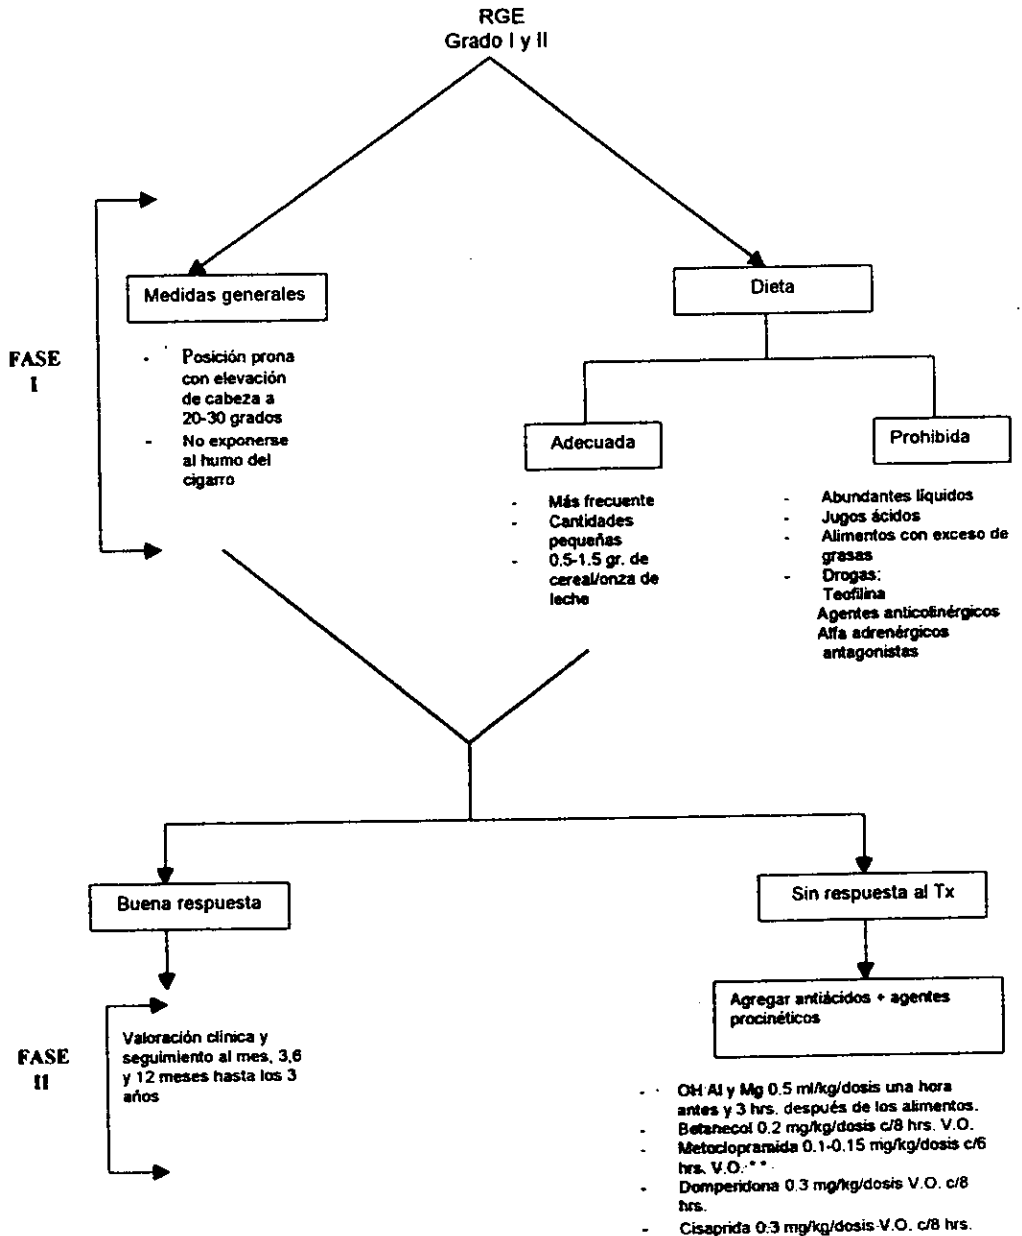 RGE
Grado I y II
FASE
I
Medidas generales
- Posición prona
con elevación
de cabeza a
20-30 grados
- No exponerse
al humo del
cigarro
Dieta
Adecuada
- Más frecuente
- Cantidades
pequeñas
- 0.5-1.5 gr. de
cereal/onza de
leche
Prohibida
- Abundantes líquidos
- Jugos ácidos
- Alimentos con exceso de
grasas
- Drogas:
Teofilina
Agentes anticolinérgicos
Alfa adrenérgicos
antagonistas
Buena respuesta
FASE
II
Valoración clínica y
seguimiento al mes, 3,6
y 12 meses hasta los 3
años
Sin respuesta al Tx
Agregar antiácidos + agentes
procinéticos
- OH Al y Mg 0.5 ml/kg/dosis una hora
antes y 3 hrs. después de los alimentos.
- Betanecol 0.2 mg/kg/dosis c/8 hrs. V.O.
- Metoclopramida 0.1-0.15 mg/kg/dosis c/6
hrs. V.O. **
- Domperidona 0.3 mg/kg/dosis V.O. c/8
hrs.
- Cisaprida 0.3 mg/kg/dosis V.O. c/8 hrs.